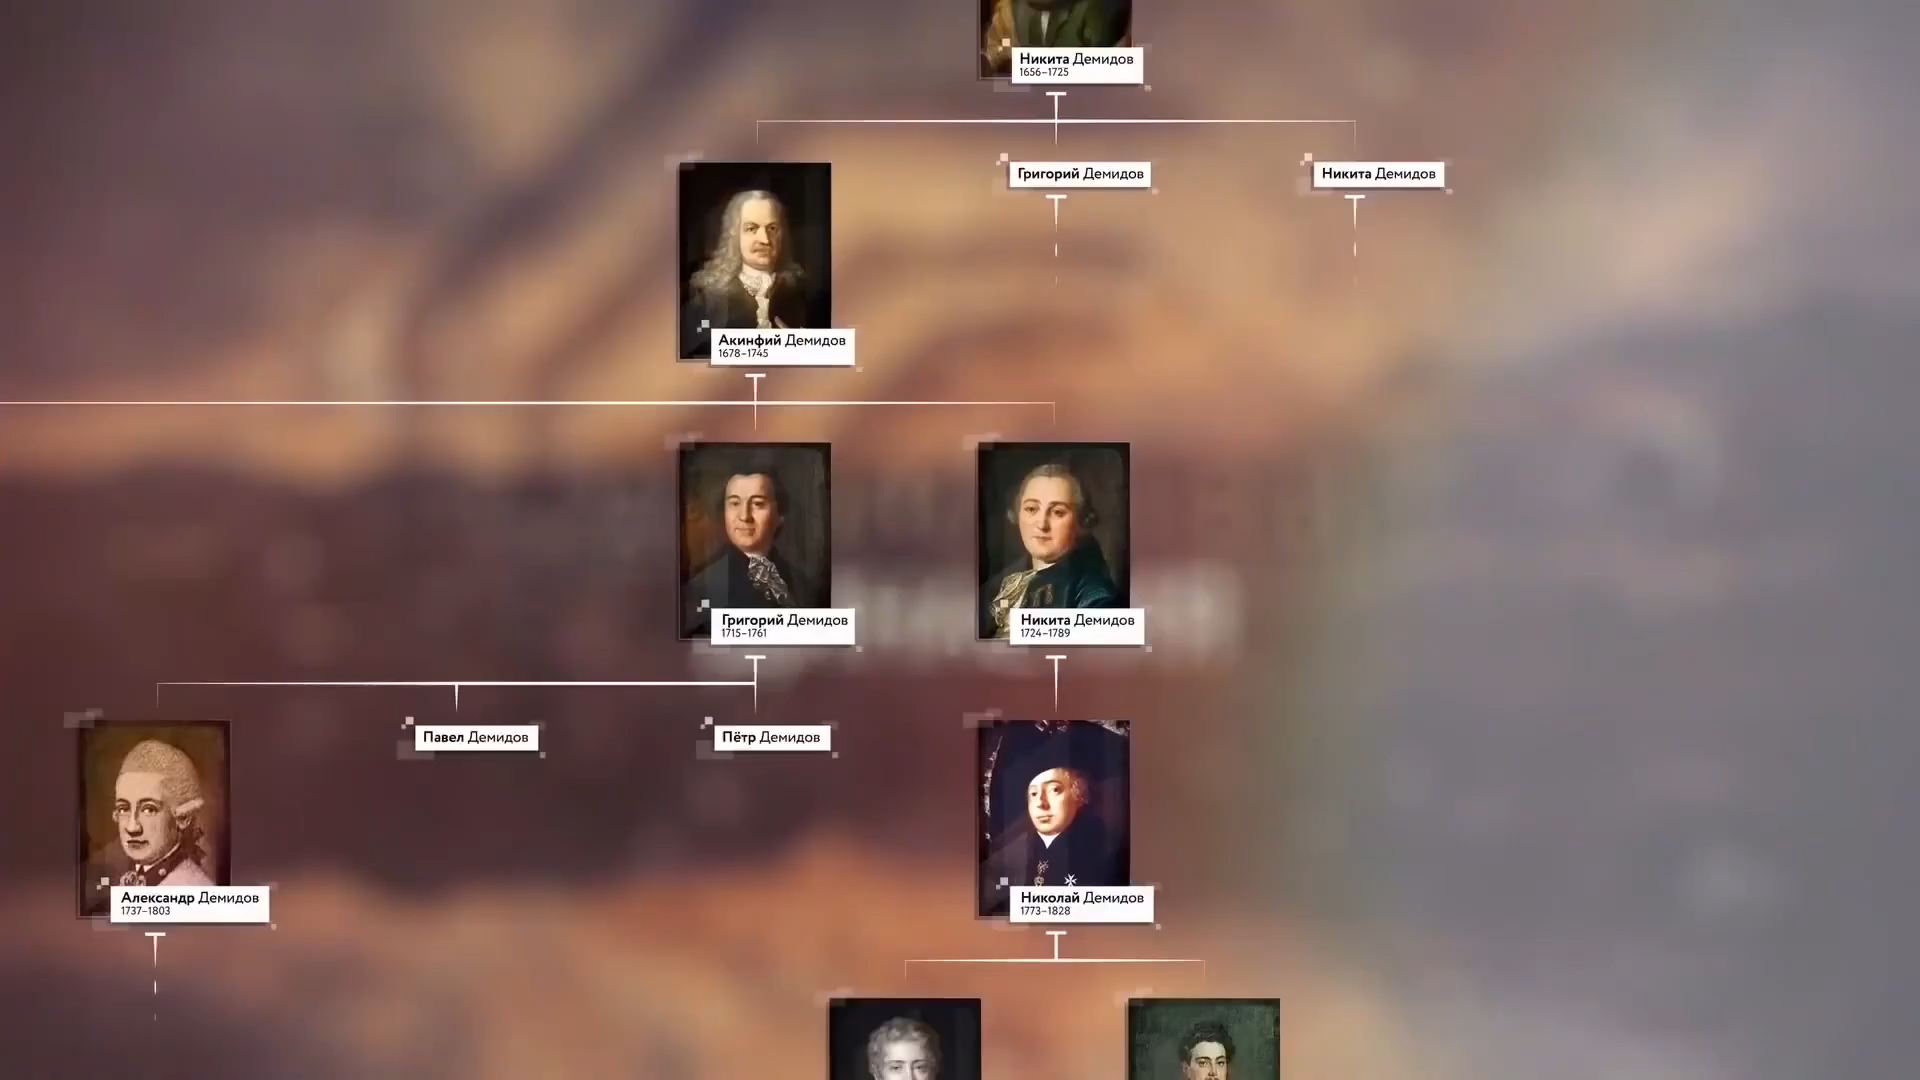 Никита Демидов
1656–1725
Григорий Демидов
Никита Демидов
Акинфий Демидов
1678–1745
Григорий Демидов
1715–1761
Никита Демидов
1724–1789
Павел Демидов
Пётр Демидов
Александр Демидов
1737–1803
Николай Демидов
1773–1828